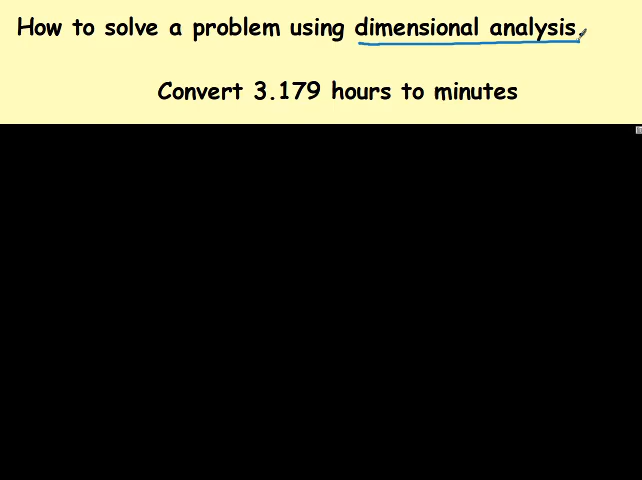 How to solve a problem using dimensional analysis.
Convert 3.179 hours to minutes